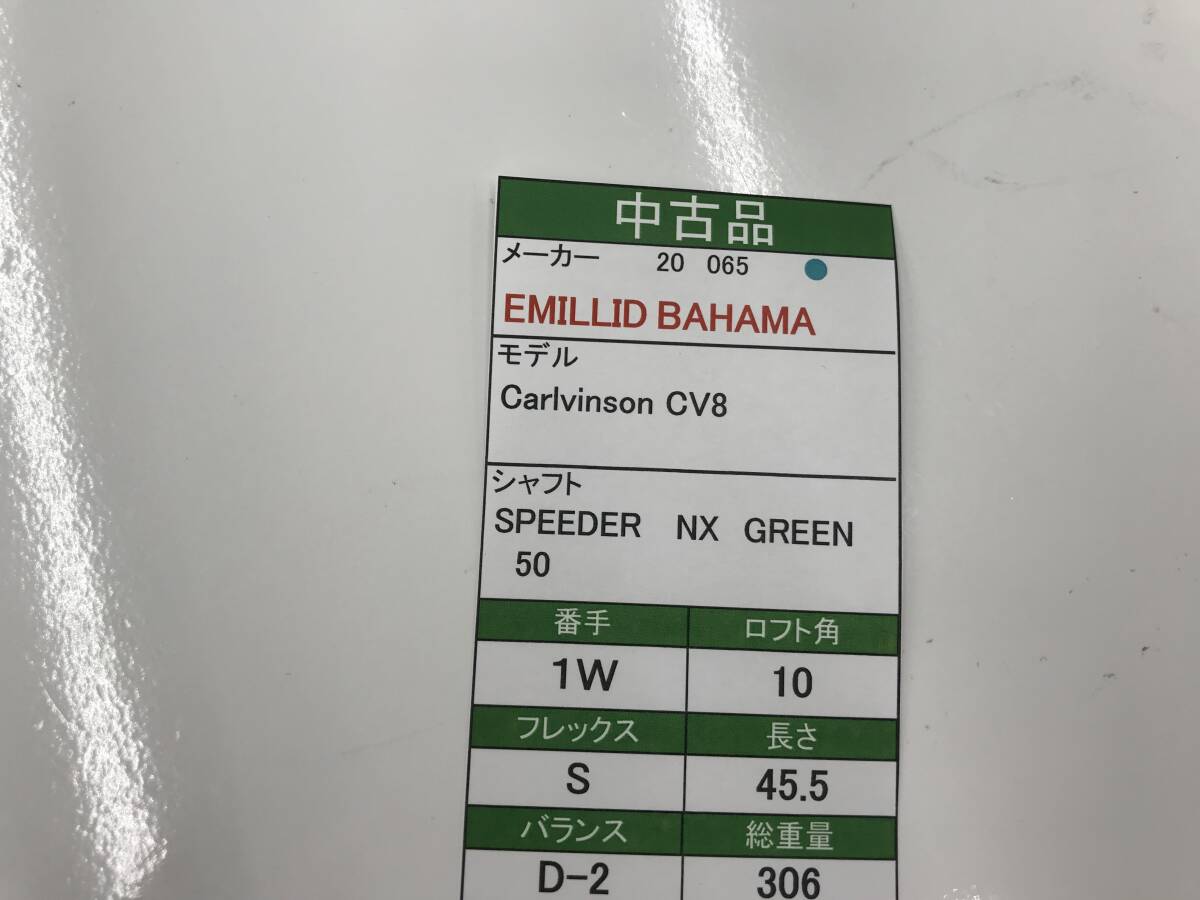 中古品
メーカー 20 065
EMILLID BAHAMA
モデル
Carlvinson CV8
シャフト
SPEEDER NX GREEN
50
番手 ロフト角
1W 10
フレックス 長さ
S 45.5
バランス 総重量
D-2 306